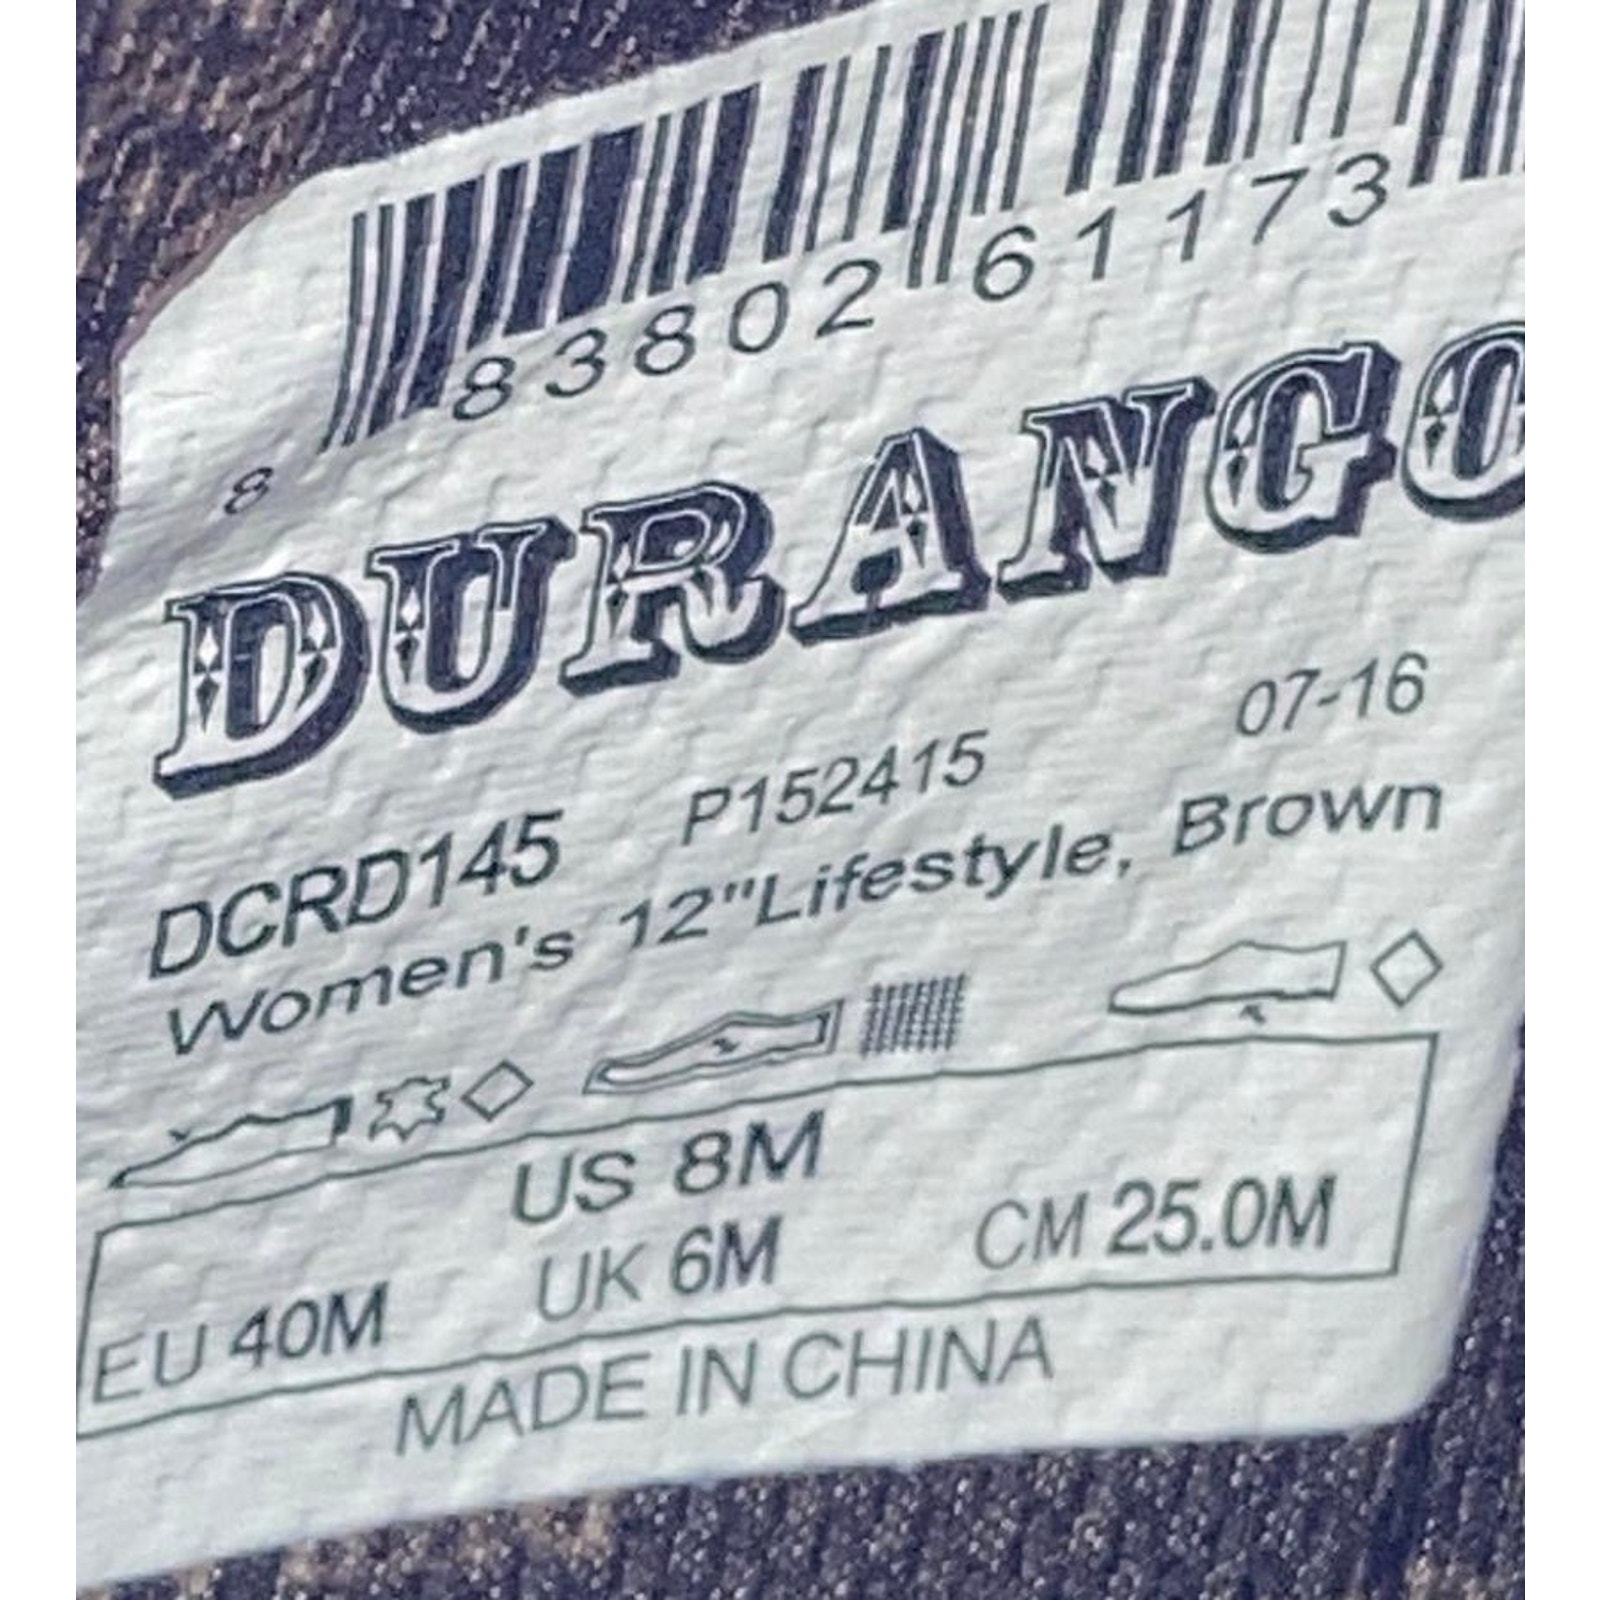 8 83802 61173
DURANGO
DCRD145 P152415 07-16
Women's 12"Lifestyle, Brown
US 8M
EU 40M UK 6M CM 25.0M
MADE IN CHINA